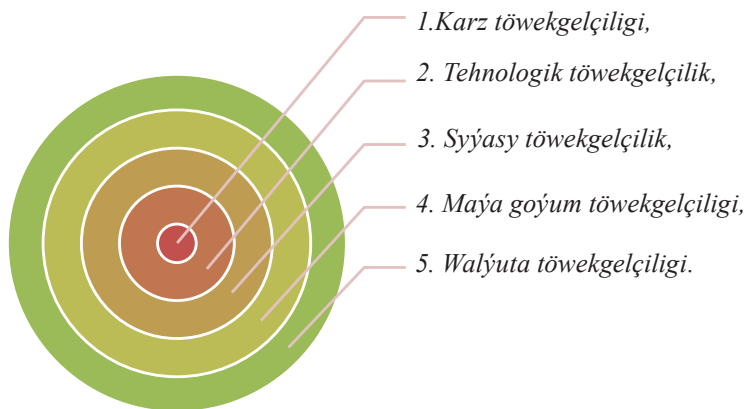 1.Karz töwekgelçiligi,
2. Tehnologik töwekgelçilik,
3. Syýasy töwekgelçilik,
4. Maýa goýum töwekgelçiligi,
5. Walýuta töwekgelçiligi.